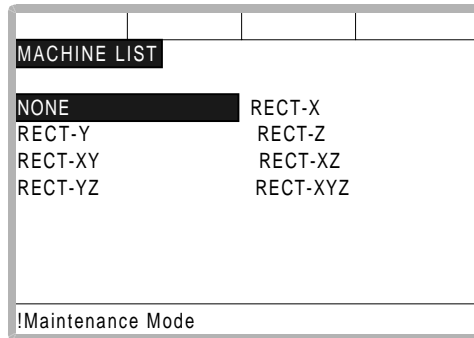 MACHINE LIST
NONE RECT-X
RECT-Y RECT-Z
RECT-XY RECT-XZ
RECT-YZ RECT-XYZ
!Maintenance Mode